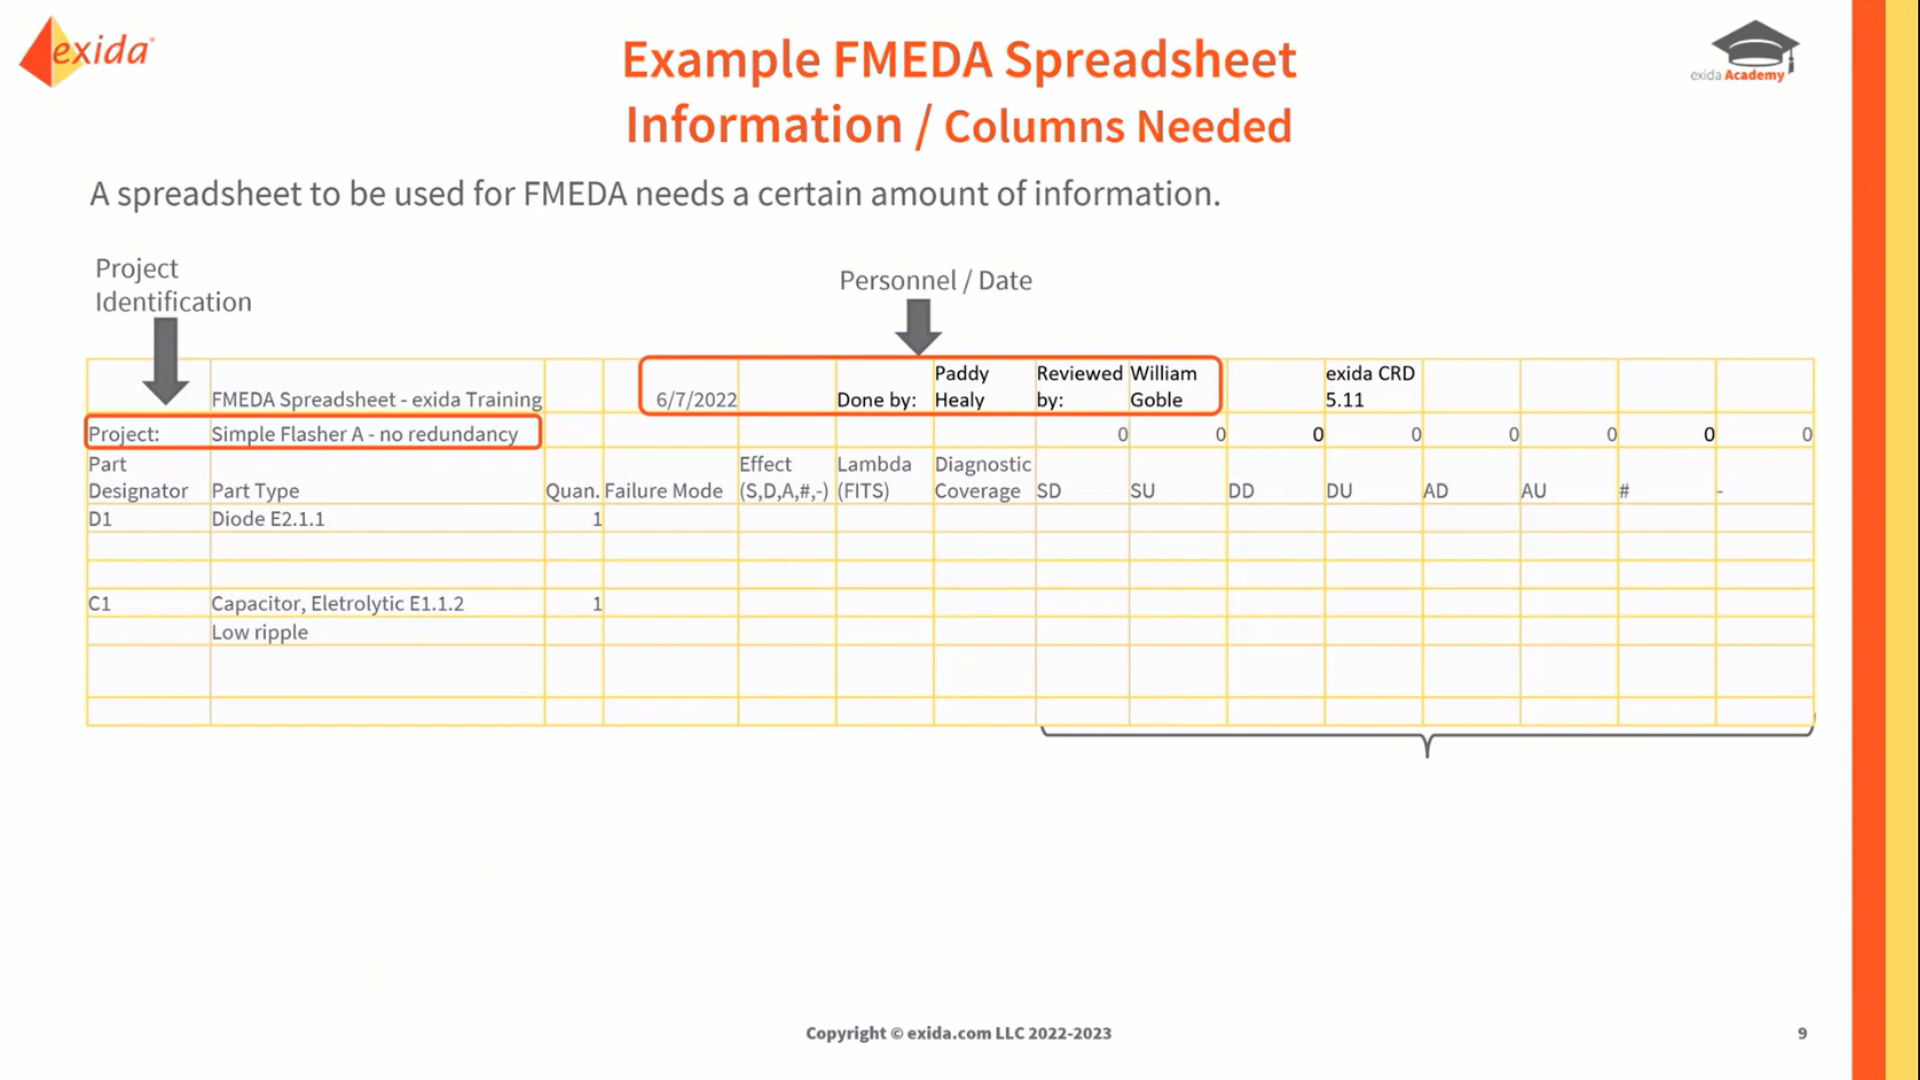 exida
exida Academy
Example FMEDA Spreadsheet
Information / Columns Needed
A spreadsheet to be used for FMEDA needs a certain amount of information.
Project
Identification
Personnel / Date
FMEDA Spreadsheet - exida Training 6/7/2022 Done by: Paddy Healy Reviewed by: William Goble exida CRD 5.11
Project: Simple Flasher A - no redundancy 0 0 0 0 0 0 0 0
Part Designator Part Type Quan. Failure Mode Effect (S,D,A,#,-) Lambda (FITS) Diagnostic Coverage SD SU DD DU AD AU # -
D1 Diode E2.1.1 1
C1 Capacitor, Eletrolytic E1.1.2 1
Low ripple
Copyright © exida.com LLC 2022-2023
9